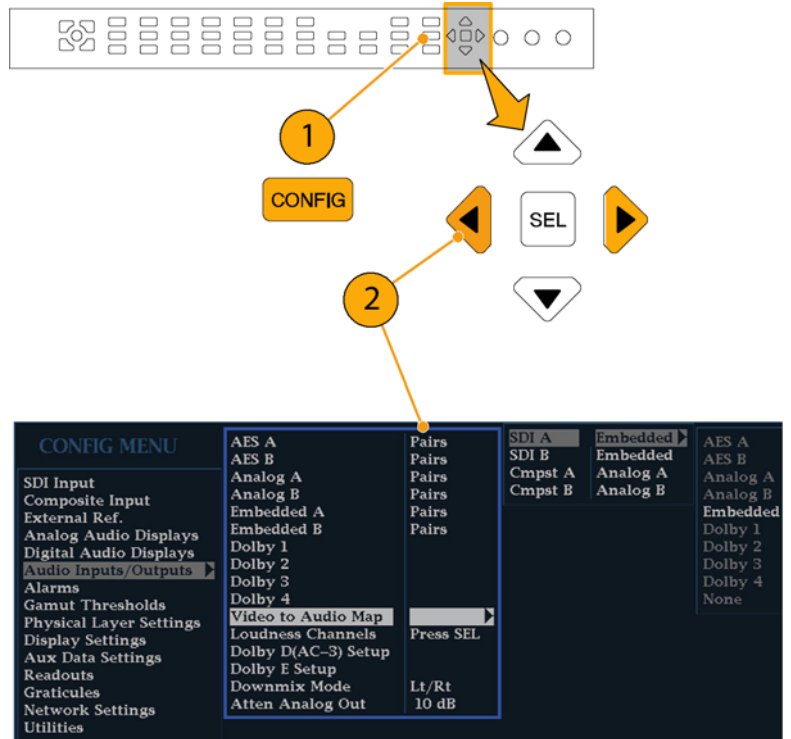 1
CONFIG
SEL
2
CONFIG MENU
SDI Input
Composite Input
External Ref.
Analog Audio Displays
Digital Audio Displays
Audio Inputs/Outputs
Alarms
Gamut Thresholds
Physical Layer Settings
Display Settings
Aux Data Settings
Readouts
Graticules
Network Settings
Utilities
AES A Pairs
AES B Pairs
Analog A Pairs
Analog B Pairs
Embedded A Pairs
Embedded B Pairs
Dolby 1
Dolby 2
Dolby 3
Dolby 4
Video to Audio Map
Loudness Channels Press SEL
Dolby D(AC-3) Setup
Dolby E Setup
Downmix Mode Lt/Rt
Atten Analog Out 10 dB
SDI A Embedded
SDI B Embedded
Cmpst A Analog A
Cmpst B Analog B
AES A
AES B
Analog A
Analog B
Embedded
Dolby 1
Dolby 2
Dolby 3
Dolby 4
None